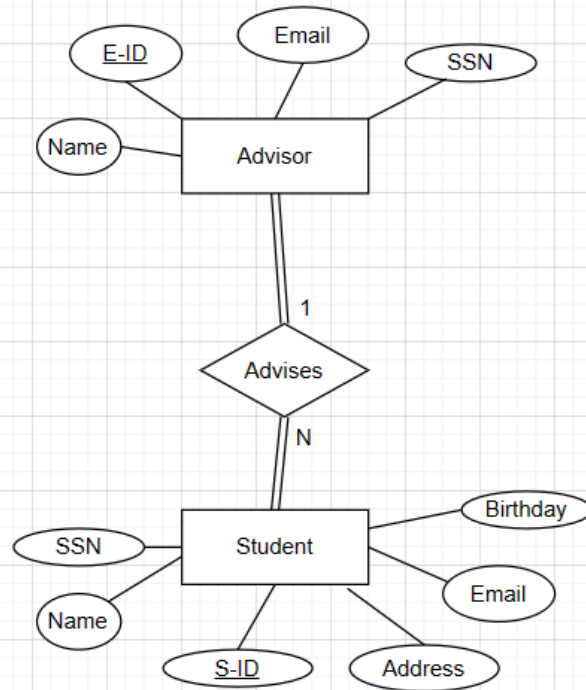 Email
E-ID
SSN
Name
Advisor
1
Advises
N
Birthday
SSN
Student
Email
Name
S-ID
Address